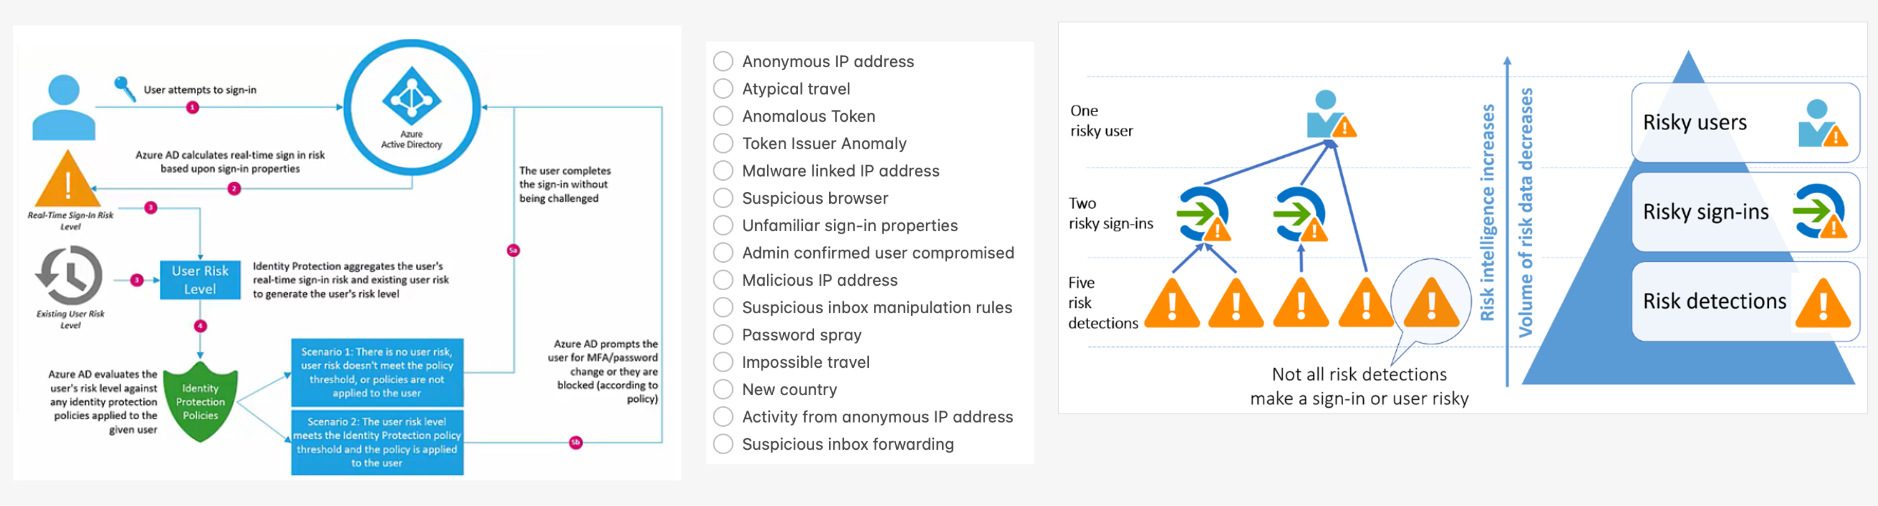 User attempts to sign-in
1
Azure
Active Directory
Azure AD calculates real-time sign in risk
based upon sign-in properties
2
Real-Time Sign-In Risk
Level
3
The user completes
the sign-in without
being challenged
5a
Existing User Risk
Level
3
User Risk
Level
Identity Protection aggregates the user's
real-time sign-in risk and existing user risk
to generate the user's risk level
4
Azure AD evaluates the
user's risk level against
any identity protection
policies applied to the
given user
Identity
Protection
Policies
Scenario 1: There is no user risk,
user risk doesn't meet the policy
threshold, or policies are not
applied to the user
Scenario 2: The user risk level
meets the Identity Protection policy
threshold and the policy is applied
to the user
Azure AD prompts the
user for MFA/password
change or they are
blocked (according to
policy)
5b
Anonymous IP address
Atypical travel
Anomalous Token
Token Issuer Anomaly
Malware linked IP address
Suspicious browser
Unfamiliar sign-in properties
Admin confirmed user compromised
Malicious IP address
Suspicious inbox manipulation rules
Password spray
Impossible travel
New country
Activity from anonymous IP address
Suspicious inbox forwarding
One
risky user
Two
risky sign-ins
Five
risk
detections
Not all risk detections
make a sign-in or user risky
Risk intelligence increases
Volume of risk data decreases
Risky users
Risky sign-ins
Risk detections